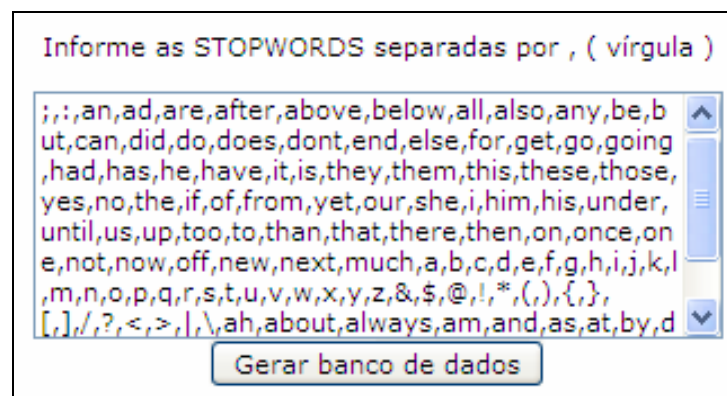 Informe as STOPWORDS separadas por , ( vírgula )
;,:,an,ad,are,after,above,below,all,also,any,be,b
ut,can,did,do,does,dont,end,else,for,get,go,going
,had,has,he,have,it,is,they,them,this,these,those,
yes,no,the,if,of,from,yet,our,she,i,him,his,under,
until,us,up,too,to,than,that,there,then,on,once,on
e,not,now,off,new,next,much,a,b,c,d,e,f,g,h,i,j,k,l
,m,n,o,p,q,r,s,t,u,v,w,x,y,z,&,$,@,!,*,(,),{,},
[,],/,?,<,>,|,\,ah,about,always,am,and,as,at,by,d
Gerar banco de dados